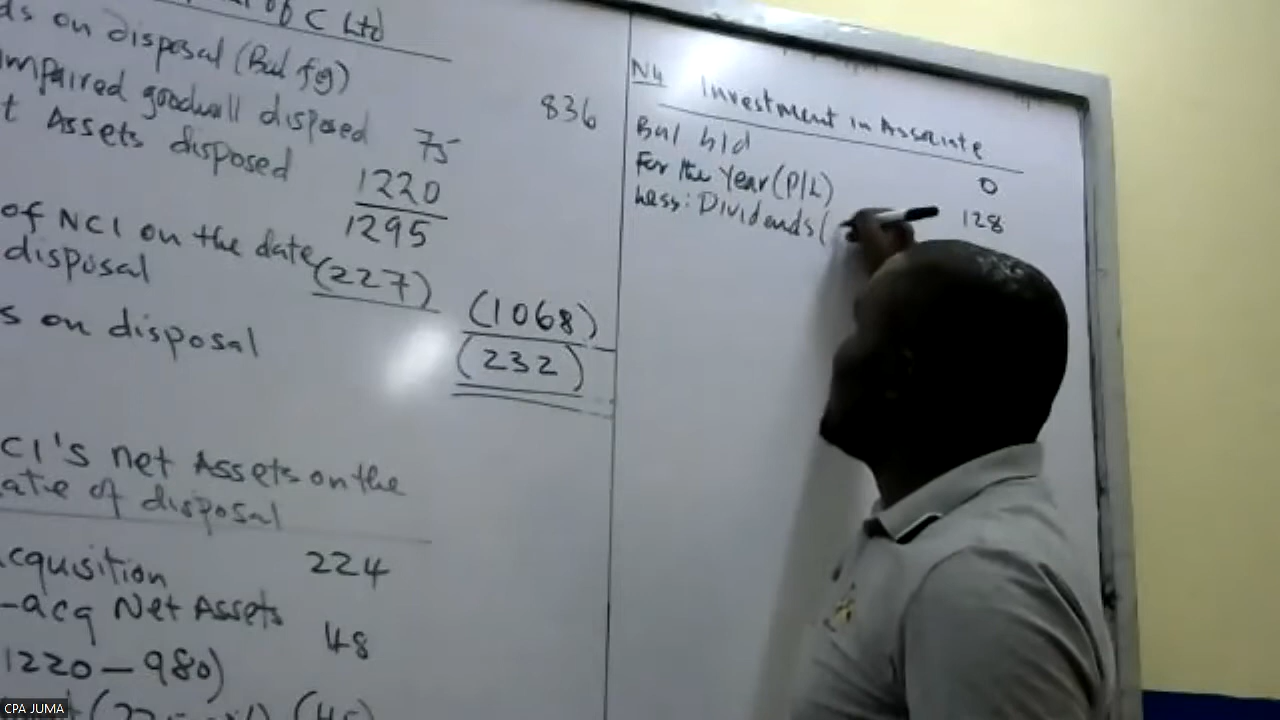 of C Ltd
ds on disposal (Bal fig) 836
mpaired goodwill disposed 75
t Assets disposed 1220
1295
of NCI on the date
disposal (227) (1068)
s on disposal (232)
CI's net Assets on the
ate of disposal
cquisition 224
-acq Net Assets 48
1220-980)
(45)
N4 Investment in Associate
Bal b/d 0
For the Year (P/L) 128
Less: Dividends (
CPA JUMA